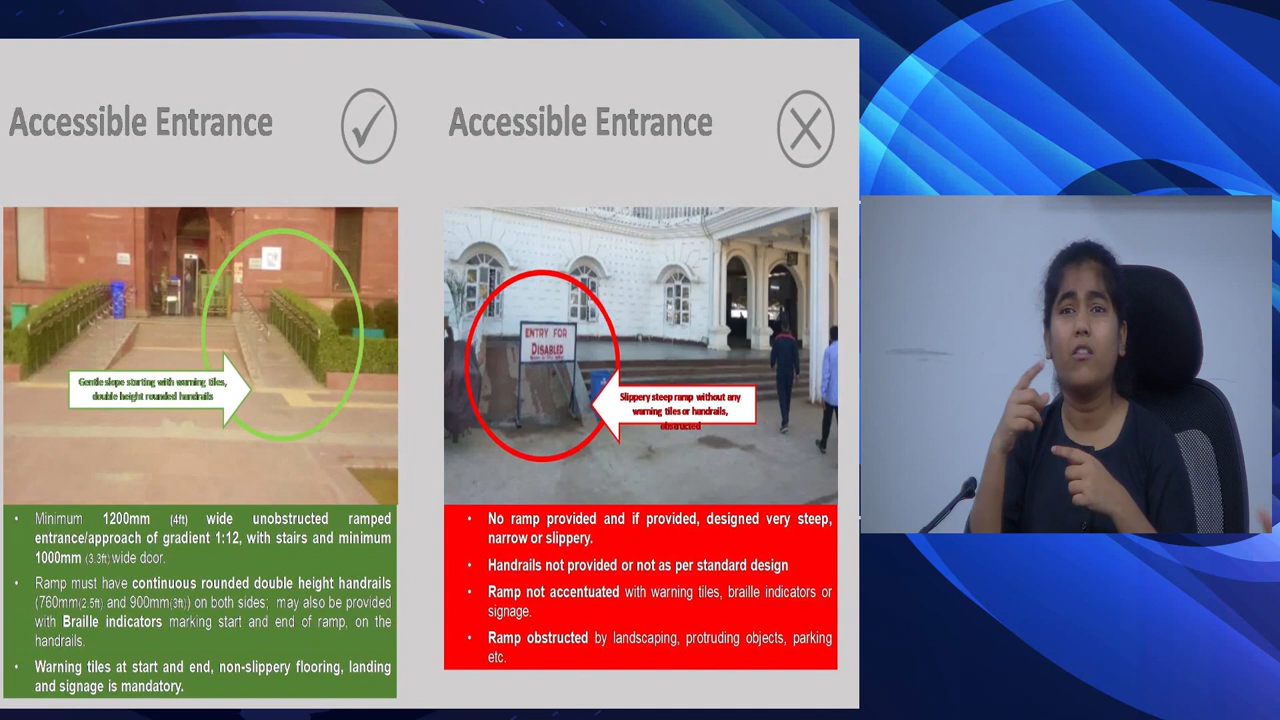 Accessible Entrance
Gentle slope starting with warning tiles,
double height rounded handrails
• Minimum 1200mm (4ft) wide unobstructed ramped
entrance/approach of gradient 1:12, with stairs and minimum
1000mm (3.3ft) wide door.
• Ramp must have continuous rounded double height handrails
(760mm(2.5ft) and 900mm(3ft)) on both sides; may also be provided
with Braille indicators marking start and end of ramp, on the
handrails.
• Warning tiles at start and end, non-slippery flooring, landing
and signage is mandatory.
Accessible Entrance
ENTRY FOR
DISABLED
Slippery steep ramp without any
warning tiles or handrails,
obstructed
• No ramp provided and if provided, designed very steep,
narrow or slippery.
• Handrails not provided or not as per standard design
• Ramp not accentuated with warning tiles, braille indicators or
signage.
• Ramp obstructed by landscaping, protruding objects, parking
etc.